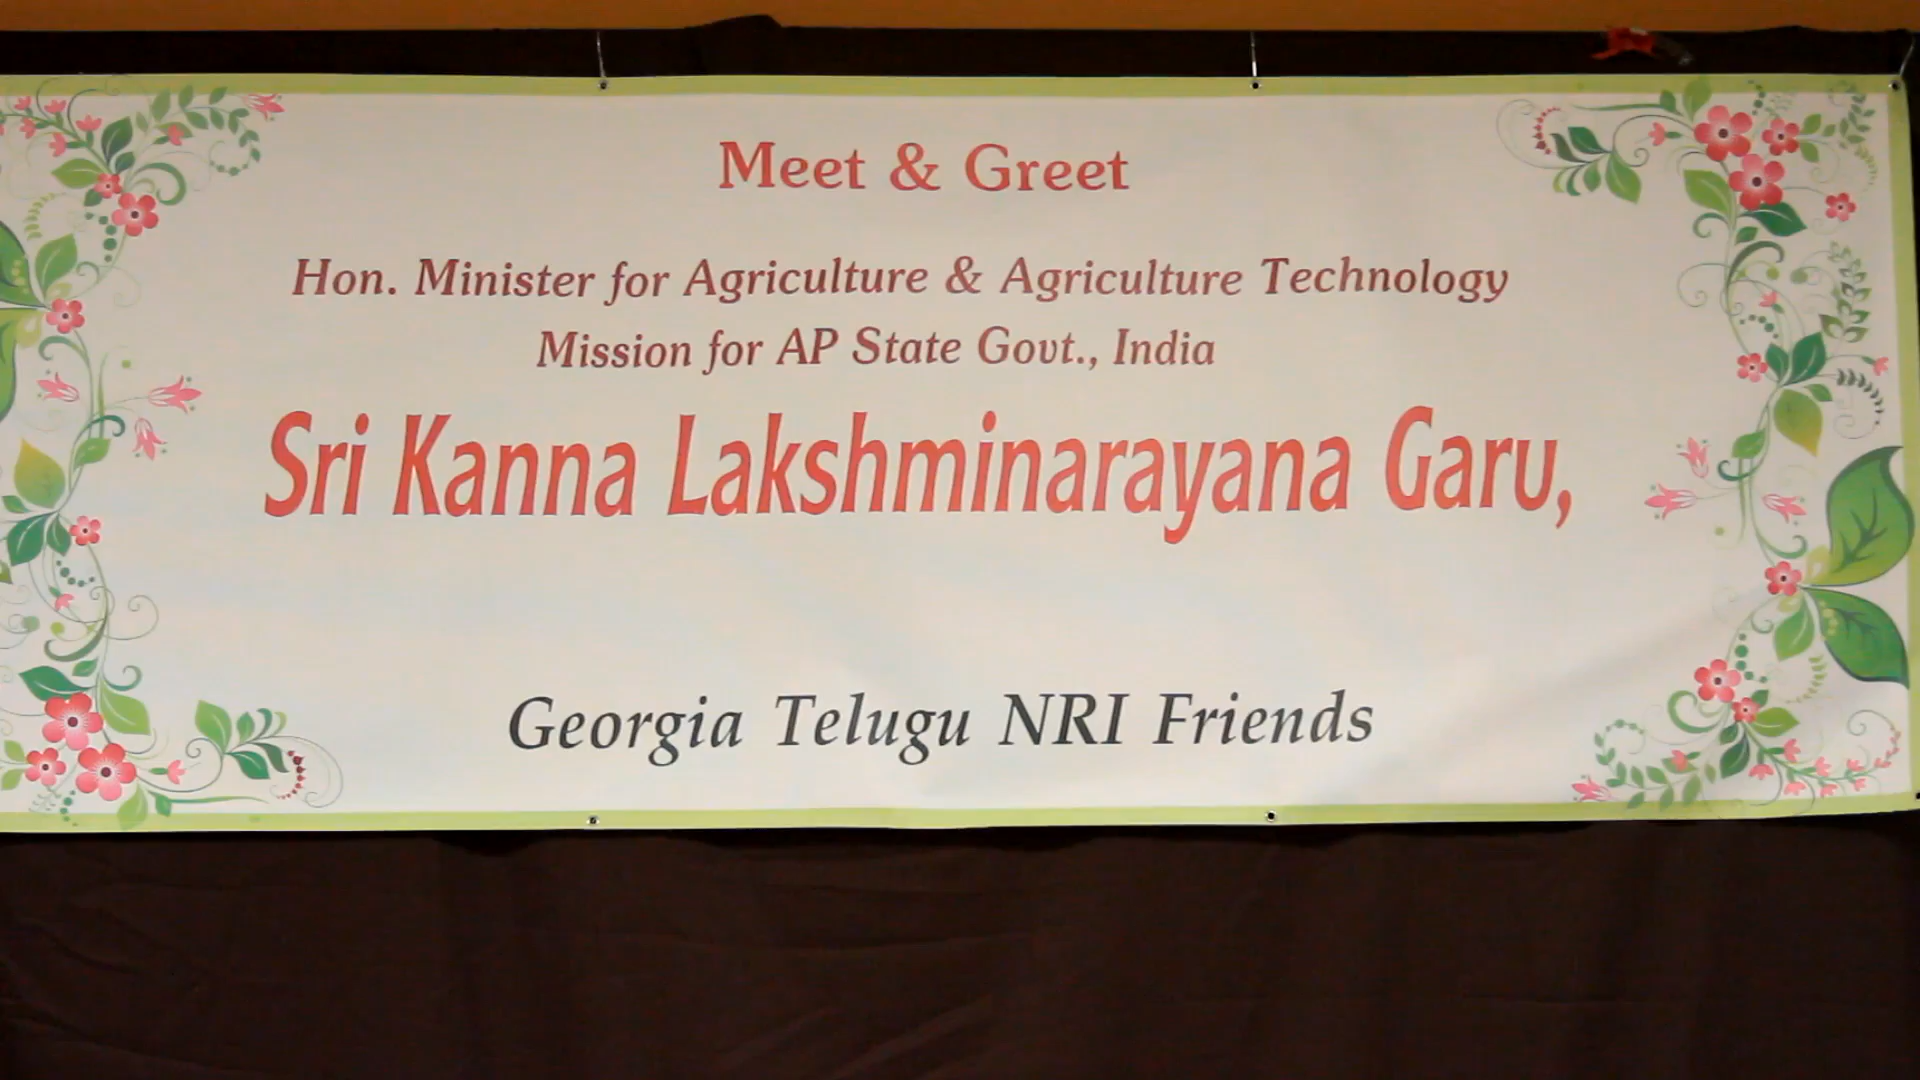 Meet & Greet
Hon. Minister for Agriculture & Agriculture Technology
Mission for AP State Govt., India
Sri Kanna Lakshminarayana Garu,
Georgia Telugu NRI Friends